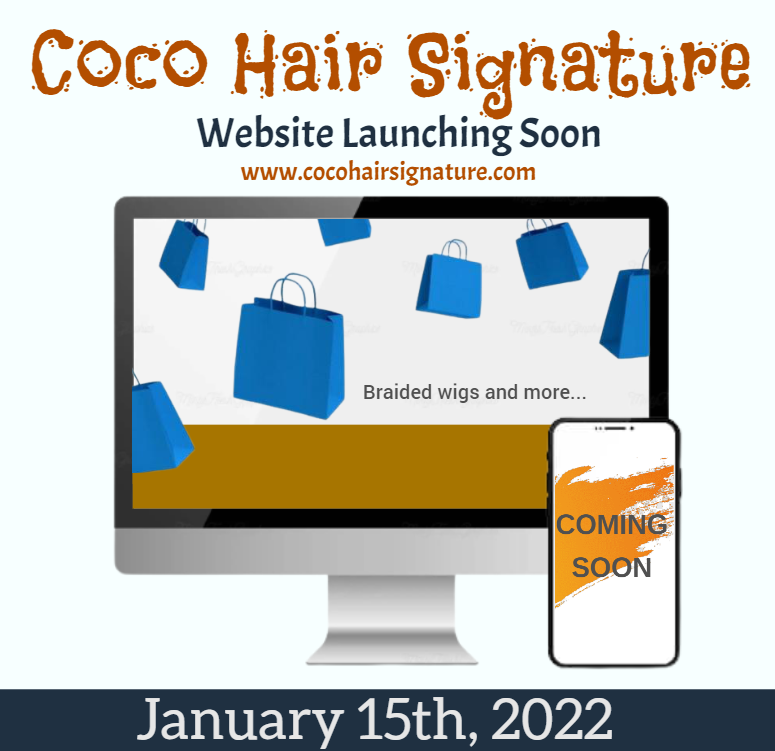 Coco Hair Signature
Website Launching Soon
www.cocohairsignature.com
Braided wigs and more...
COMING
SOON
January 15th, 2022